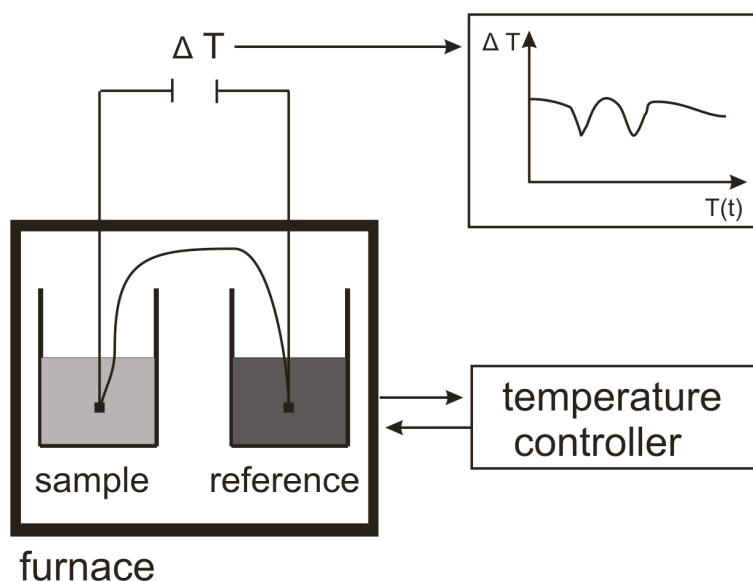 Δ T
Δ T
T(t)
temperature
controller
sample
reference
furnace